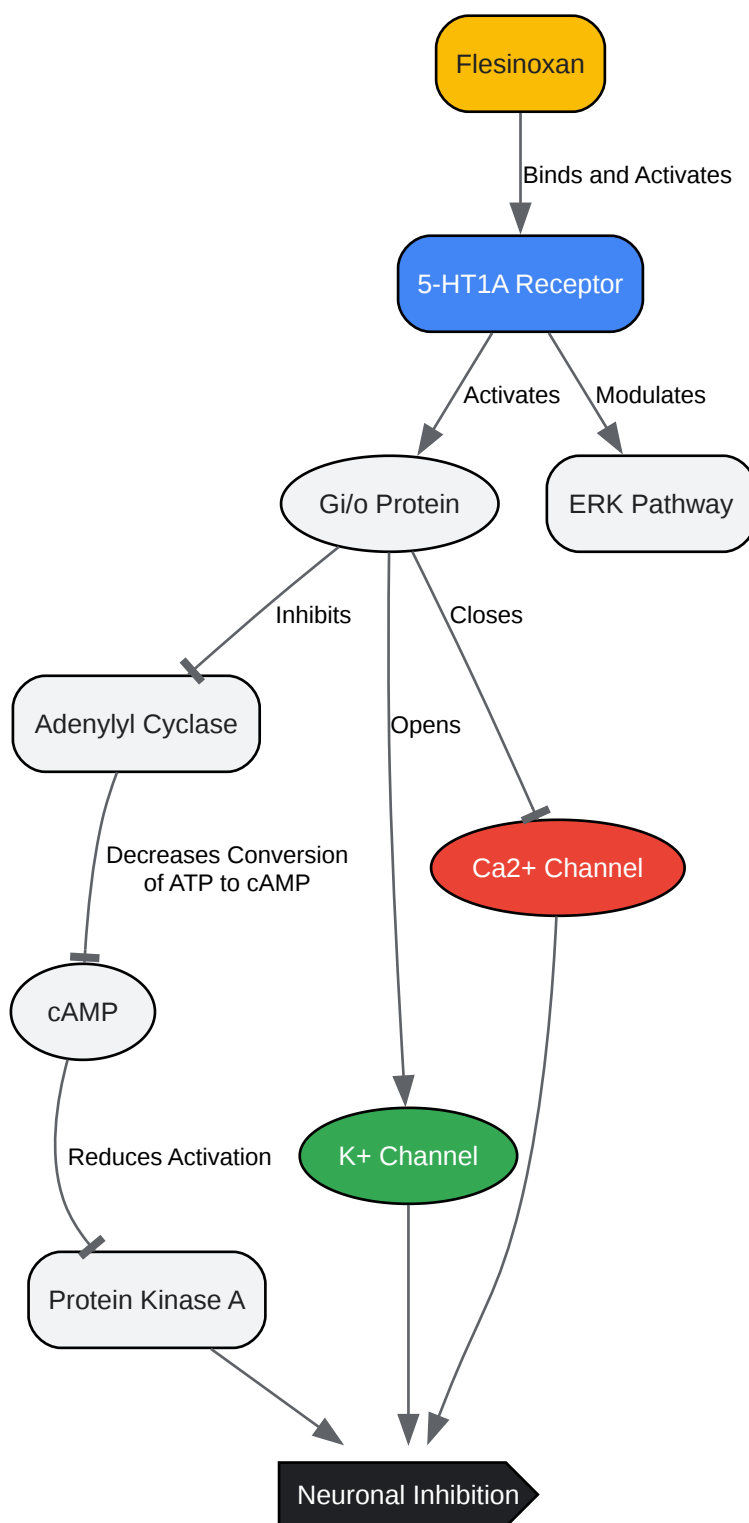 Flesinoxan
Binds and Activates
5-HT1A Receptor
Activates
Modulates
Gi/o Protein
ERK Pathway
Inhibits
Closes
Adenylyl Cyclase
Opens
Decreases Conversion
of ATP to cAMP
Ca2+ Channel
cAMP
Reduces Activation
K+ Channel
Protein Kinase A
Neuronal Inhibition